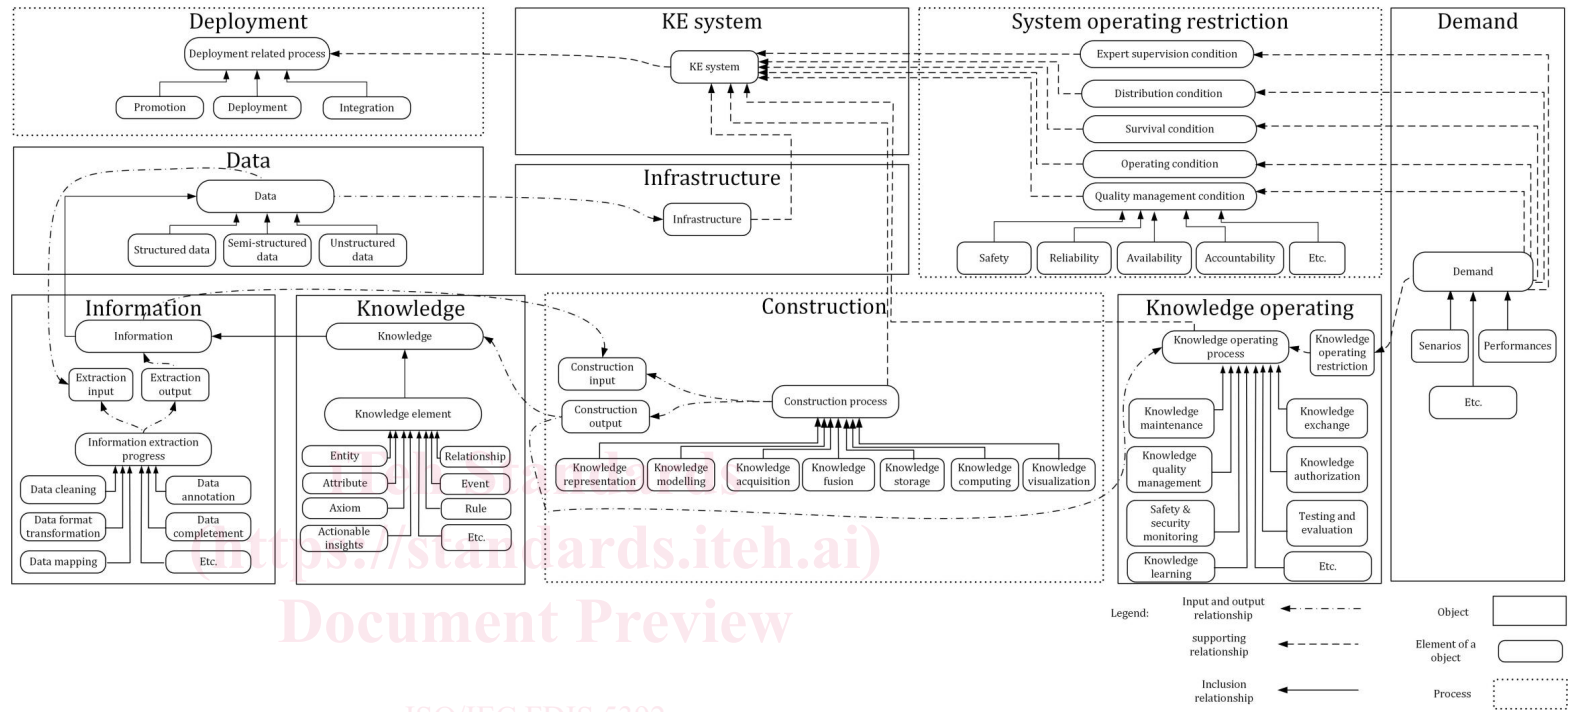 Deployment
Deployment related process
Promotion
Deployment
Integration
KE system
KE system
System operating restriction
Expert supervision condition
Distribution condition
Survival condition
Operating condition
Quality management condition
Safety
Reliability
Availability
Accountability
Etc.
Demand
Demand
Senarios
Performances
Etc.
Data
Data
Structured data
Semi-structured
data
Unstructured
data
Infrastructure
Infrastructure
Information
Information
Extraction
input
Extraction
output
Information extraction
progress
Data cleaning
Data
annotation
Data format
transformation
Data
completement
Data mapping
Etc.
Knowledge
Knowledge
Knowledge element
Entity
Relationship
Attribute
Event
Axiom
Rule
Actionable
insights
Etc.
Construction
Construction
input
Construction
output
Construction process
Knowledge
representation
Knowledge
modelling
Knowledge
acquisition
Knowledge
fusion
Knowledge
storage
Knowledge
computing
Knowledge
visualization
Knowledge operating
Knowledge operating
process
Knowledge
operating
restriction
Knowledge
maintenance
Knowledge
exchange
Knowledge
quality
management
Knowledge
authorization
Safety &
security
monitoring
Testing and
evaluation
Knowledge
learning
Etc.
iTeh Standards
(https://standards.iteh.ai)
Document Preview
ISO/IEC FDIS 5392
Legend:
Input and output
relationship
Object
supporting
relationship
Element of a
object
Inclusion
relationship
Process